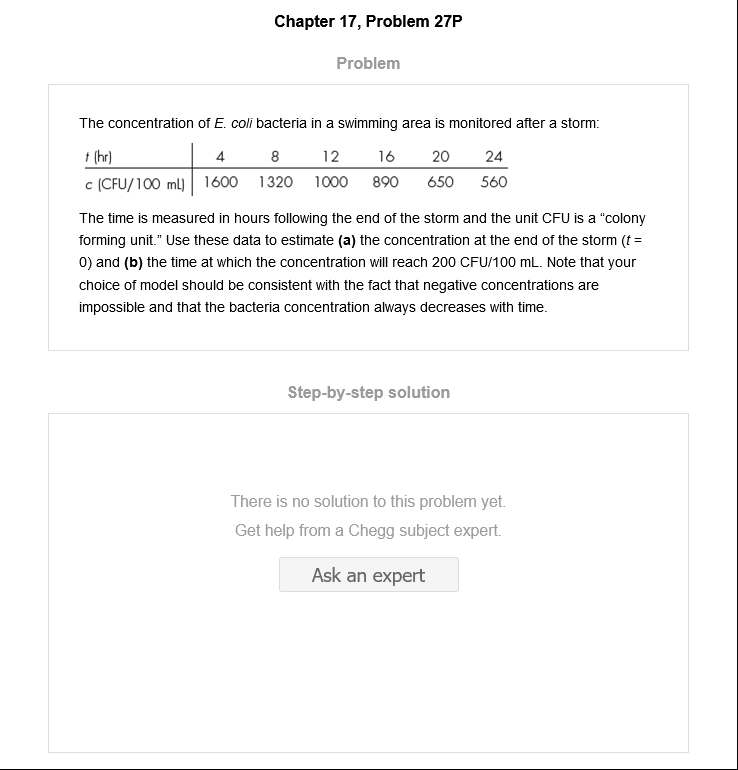 Chapter 17, Problem 27P
Problem
The concentration of E. coli bacteria in a swimming area is monitored after a storm:
t (hr) 4 8 12 16 20 24
c (CFU/100 mL) 1600 1320 1000 890 650 560
The time is measured in hours following the end of the storm and the unit CFU is a “colony
forming unit.” Use these data to estimate (a) the concentration at the end of the storm (t =
0) and (b) the time at which the concentration will reach 200 CFU/100 mL. Note that your
choice of model should be consistent with the fact that negative concentrations are
impossible and that the bacteria concentration always decreases with time.
Step-by-step solution
There is no solution to this problem yet.
Get help from a Chegg subject expert.
Ask an expert